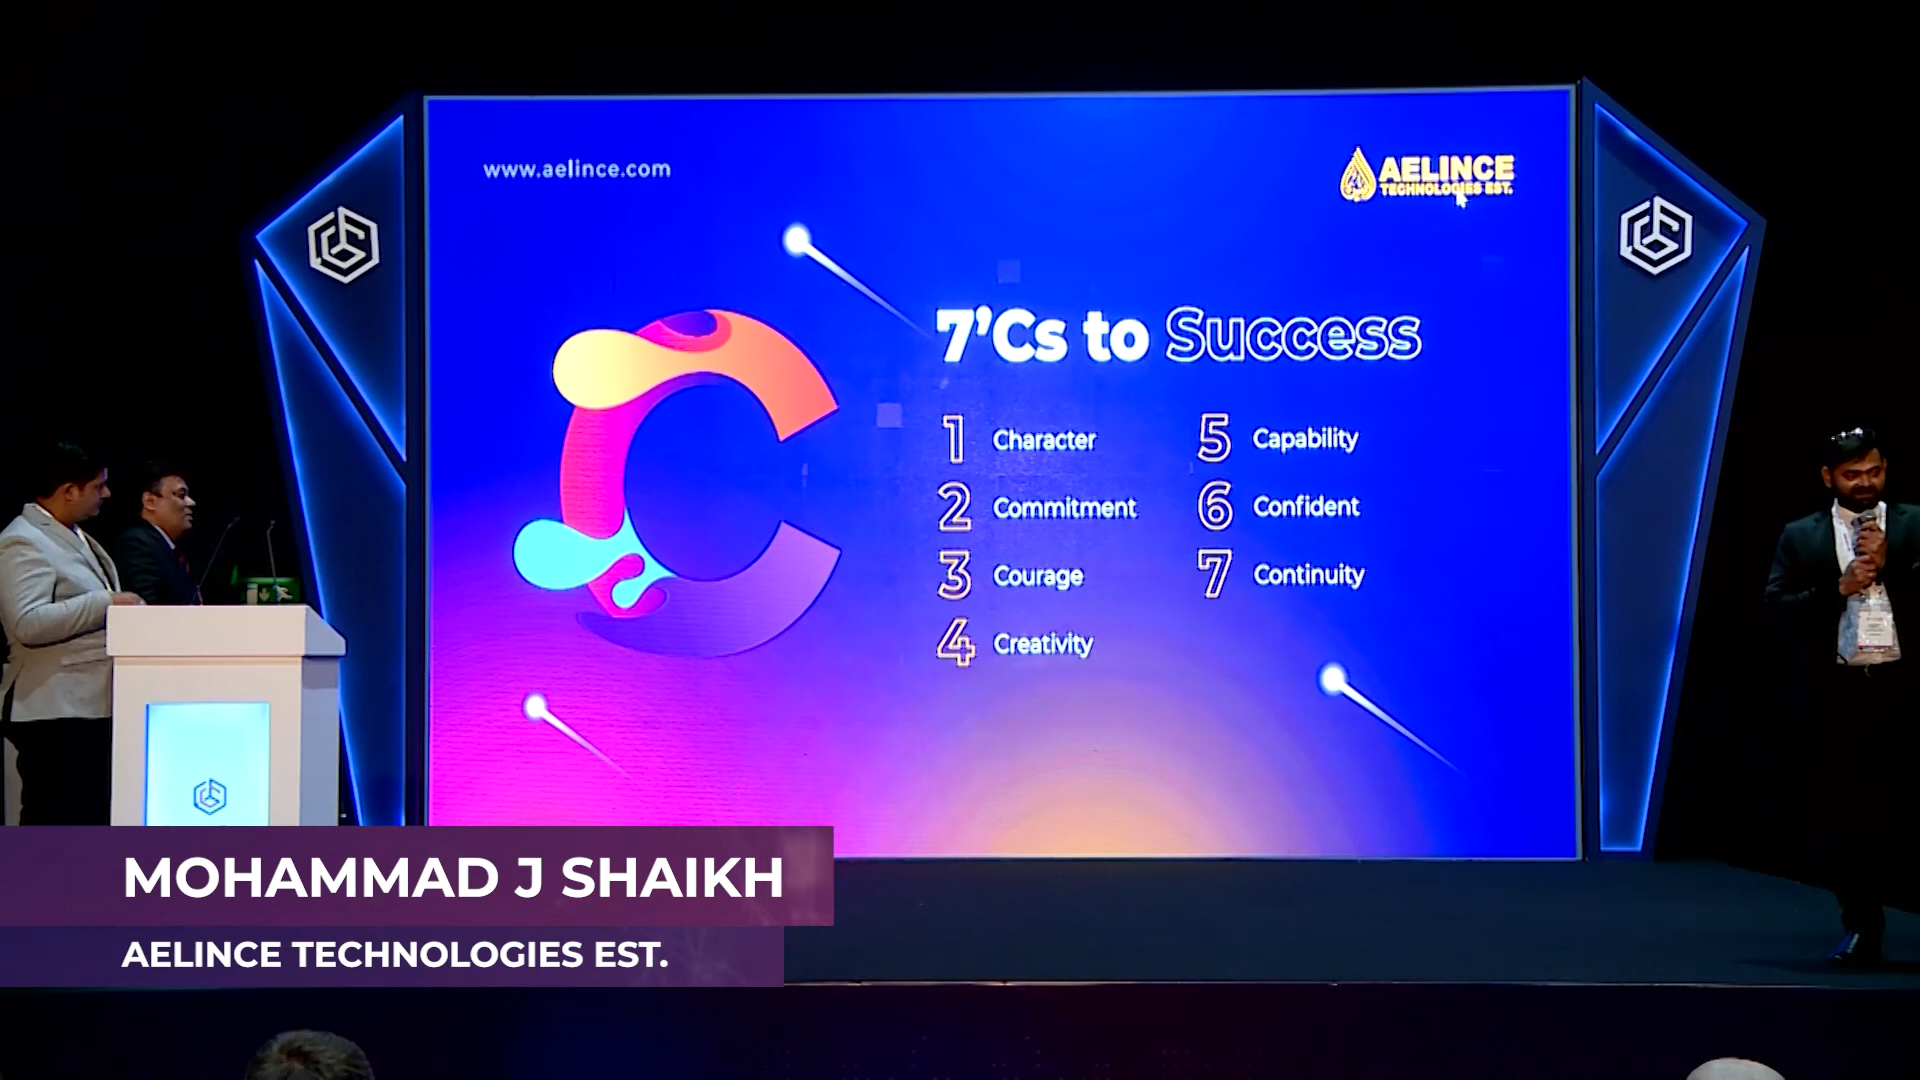 www.aelince.com
AELINCE
TECHNOLOGIES EST.
7'Cs to Success
1 Character
2 Commitment
3 Courage
4 Creativity
5 Capability
6 Confident
7 Continuity
MOHAMMAD J SHAIKH
AELINCE TECHNOLOGIES EST.